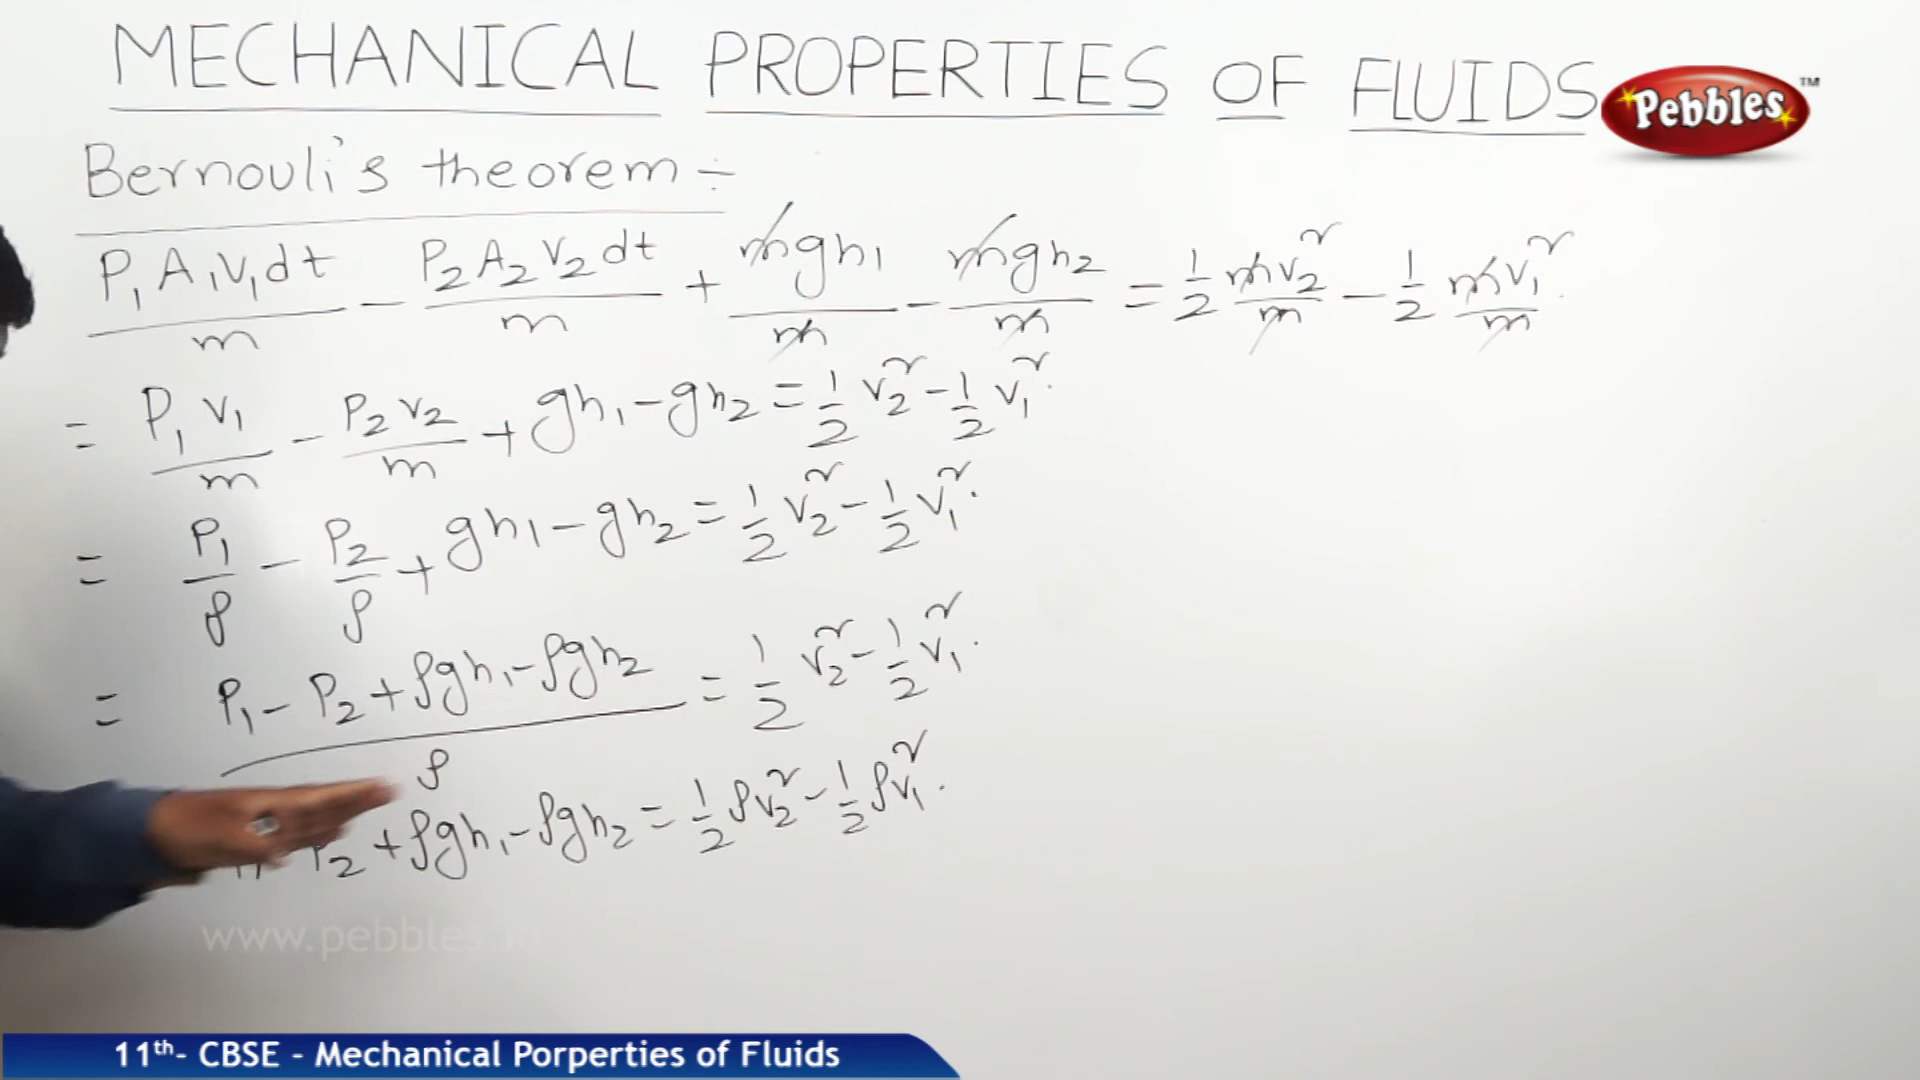 MECHANICAL PROPERTIES OF FLUIDS
Pebbles™
Bernouli's theorem :-
P₁A₁V₁dt/m - P₂A₂V₂dt/m + mgh₁/m - mgh₂/m = 1/2 mv₂²/m - 1/2 mv₁²/m.
= P₁V₁/m - P₂V₂/m + gh₁ - gh₂ = 1/2 v₂² - 1/2 v₁².
= P₁/ρ - P₂/ρ + gh₁ - gh₂ = 1/2 v₂² - 1/2 v₁².
= (P₁ - P₂ + ρgh₁ - ρgh₂)/ρ = 1/2 v₂² - 1/2 v₁².
P₂ + ρgh₁ - ρgh₂ = 1/2 ρv₂² - 1/2 ρv₁².
www.pebbles.in
11th- CBSE - Mechanical Porperties of Fluids